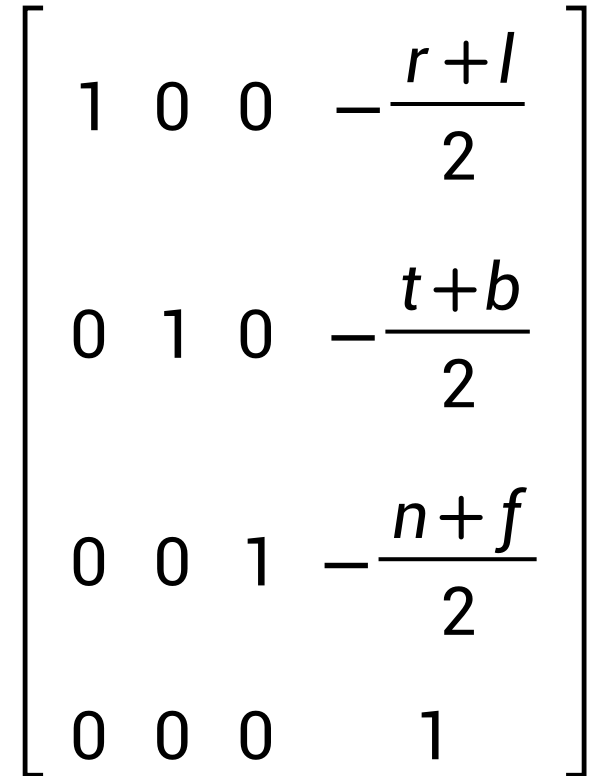 1 0 0 − r + l / 2
0 1 0 − t + b / 2
0 0 1 − n + f / 2
0 0 0 1